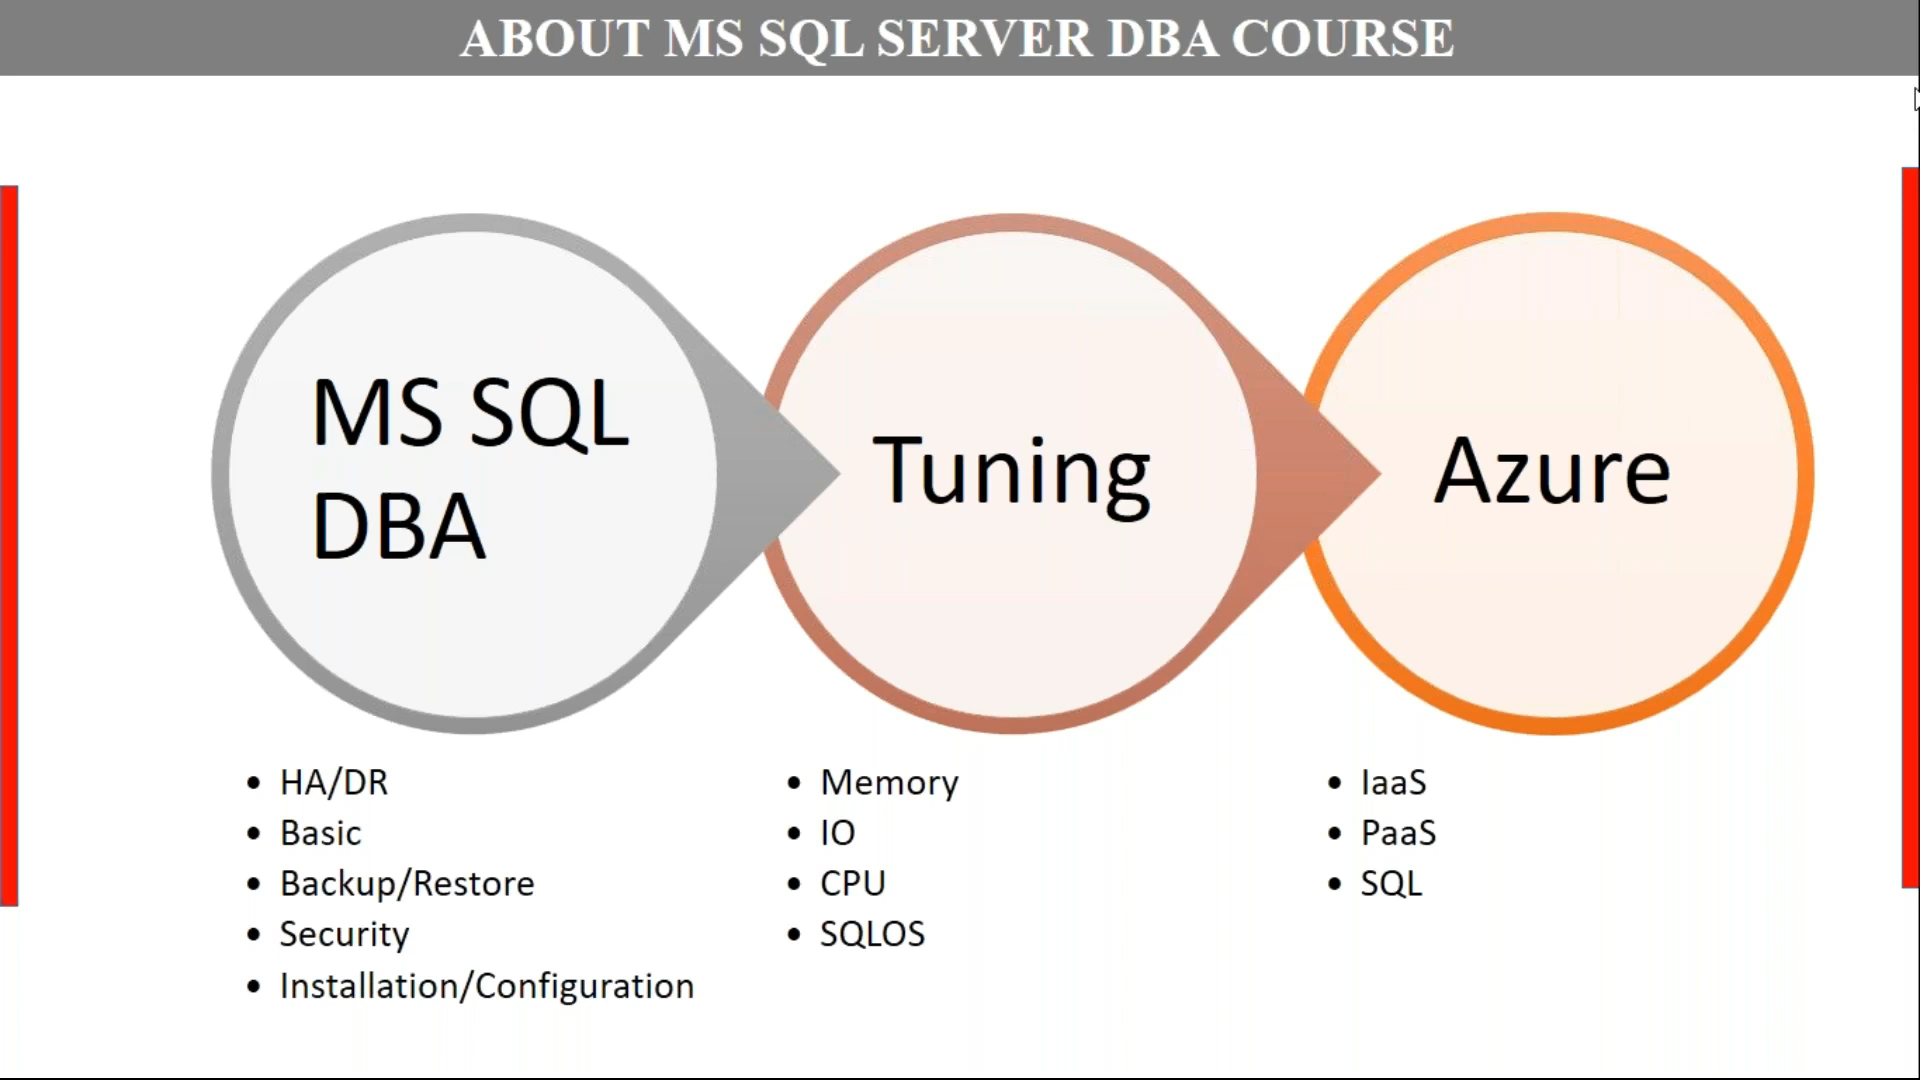 ABOUT MS SQL SERVER DBA COURSE
MS SQL
DBA
Tuning
Azure
• HA/DR
• Basic
• Backup/Restore
• Security
• Installation/Configuration
• Memory
• IO
• CPU
• SQLOS
• IaaS
• PaaS
• SQL